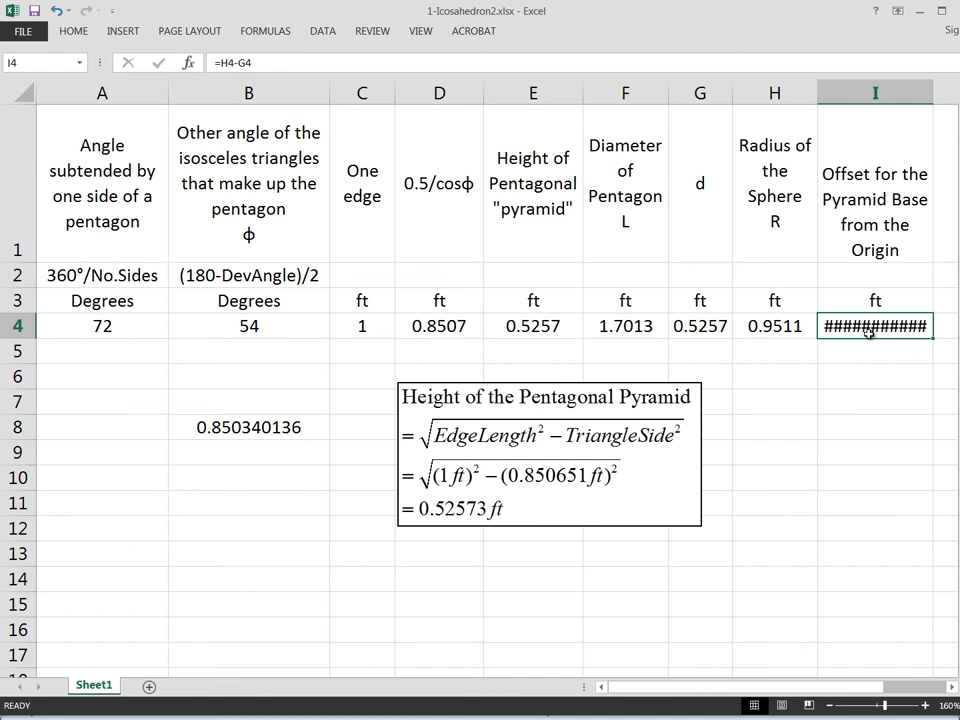 1-Icosahedron2.xlsx - Excel
?
FILE HOME INSERT PAGE LAYOUT FORMULAS DATA REVIEW VIEW ACROBAT Sig
I4 fx =H4-G4
A B C D E F G H I
1
Angle
subtended by
one side of a
pentagon
Other angle of the
isosceles triangles
that make up the
pentagon
ϕ
One
edge
0.5/cosϕ
Height of
Pentagonal
"pyramid"
Diameter
of
Pentagon
L
d
Radius of
the
Sphere
R
Offset for the
Pyramid Base
from the
Origin
2 360°/No.Sides (180-DevAngle)/2
3 Degrees Degrees ft ft ft ft ft ft ft
4 72 54 1 0.8507 0.5257 1.7013 0.5257 0.9511 ###########
5
6
7
8 0.850340136
9
10
11
12
13
14
15
16
17
Height of the Pentagonal Pyramid
= √EdgeLength² − TriangleSide²
= √(1 ft)² − (0.850651 ft)²
= 0.52573 ft
Sheet1
READY 160%